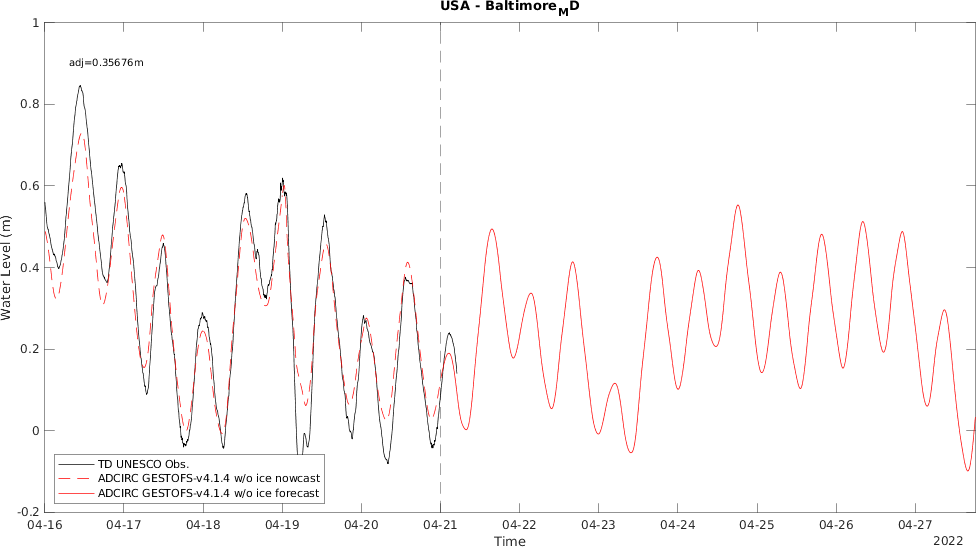 USA - Baltimore_MD
adj=0.35676m
1
0.8
0.6
0.4
0.2
0
-0.2
Water Level (m)
TD UNESCO Obs.
ADCIRC GESTOFS-v4.1.4 w/o ice nowcast
ADCIRC GESTOFS-v4.1.4 w/o ice forecast
04-16 04-17 04-18 04-19 04-20 04-21 04-22 04-23 04-24 04-25 04-26 04-27
Time
2022